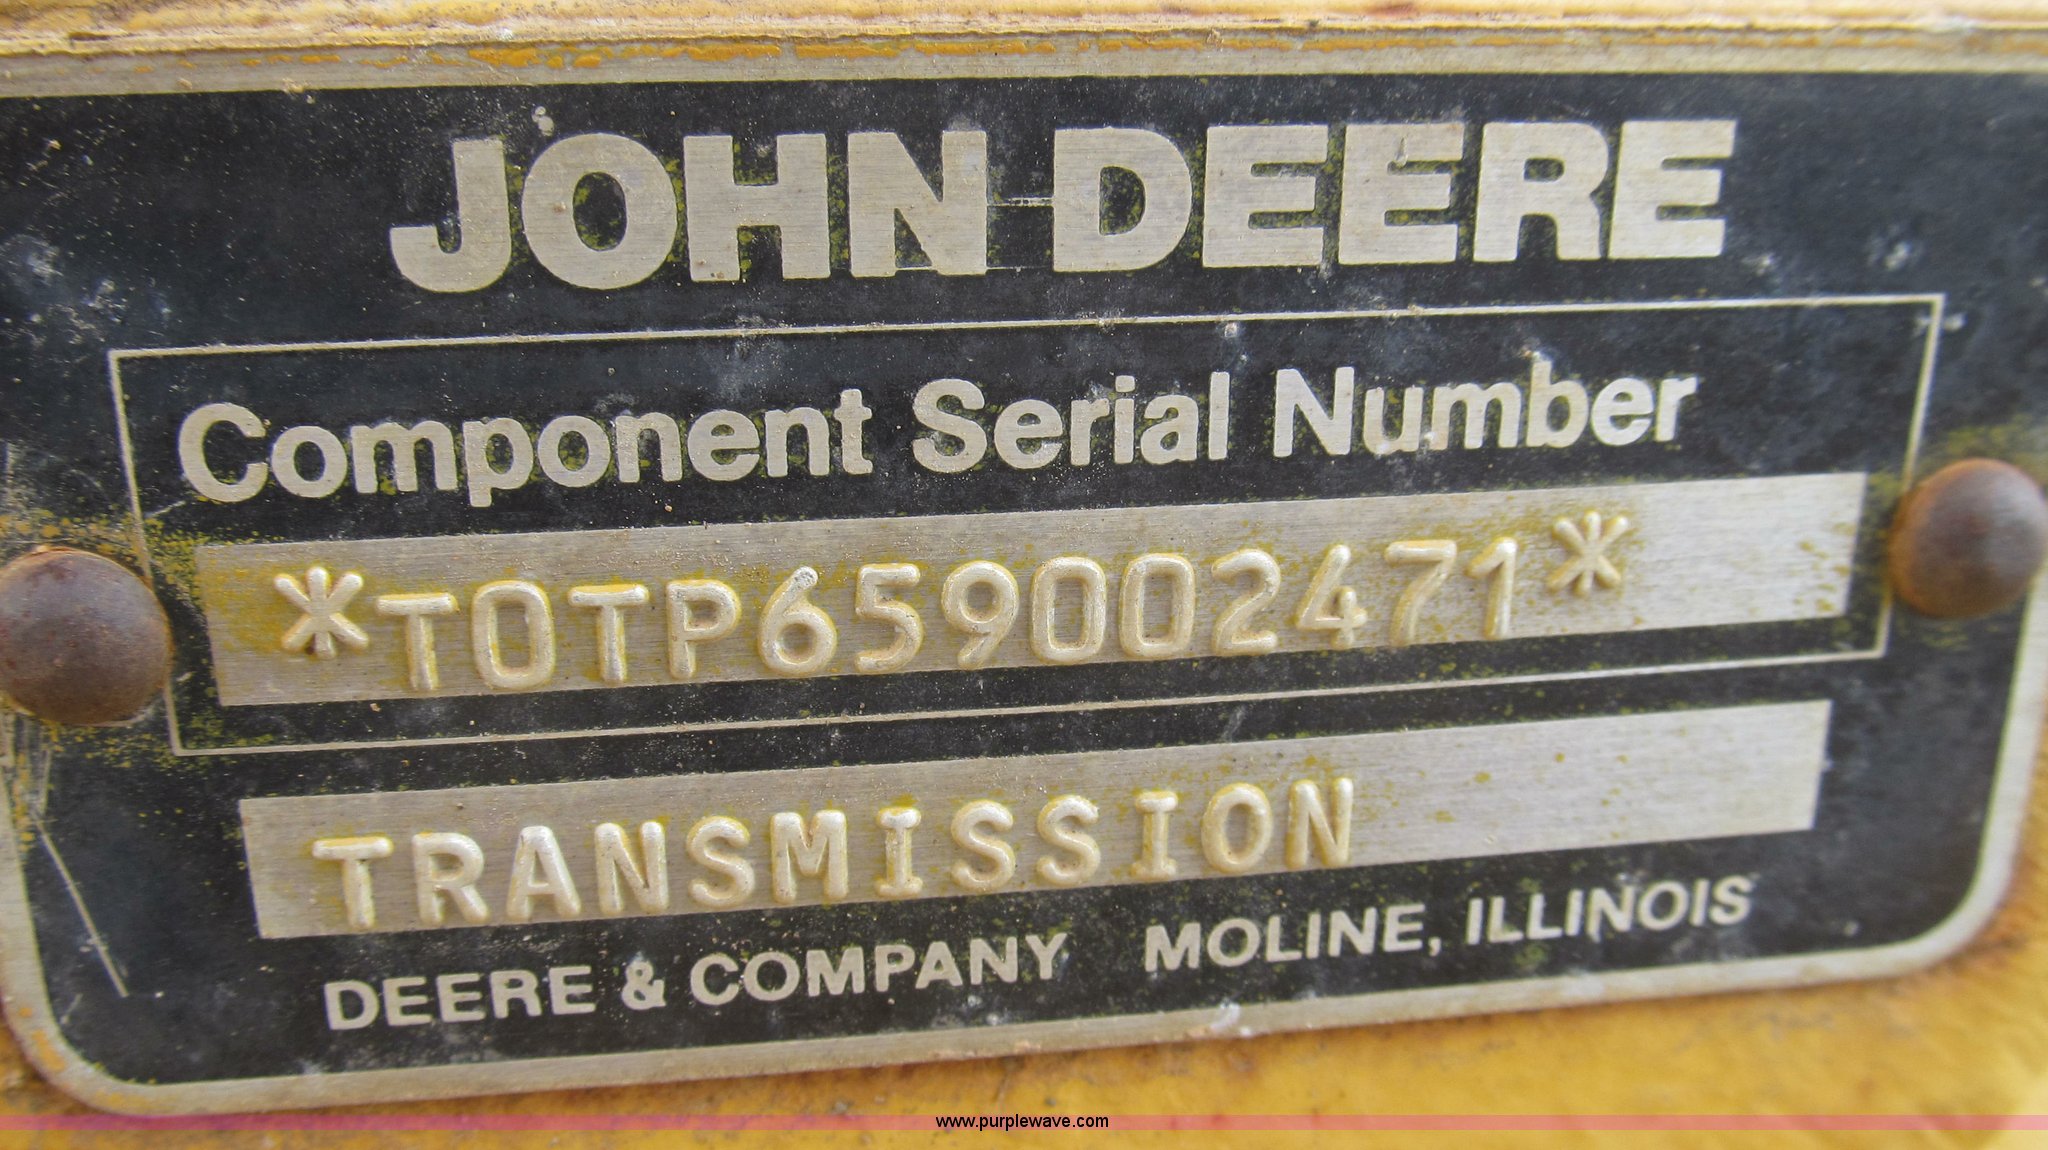 JOHN DEERE
Component Serial Number
*T0TP659002471*
TRANSMISSION
DEERE & COMPANY MOLINE, ILLINOIS
www.purplewave.com